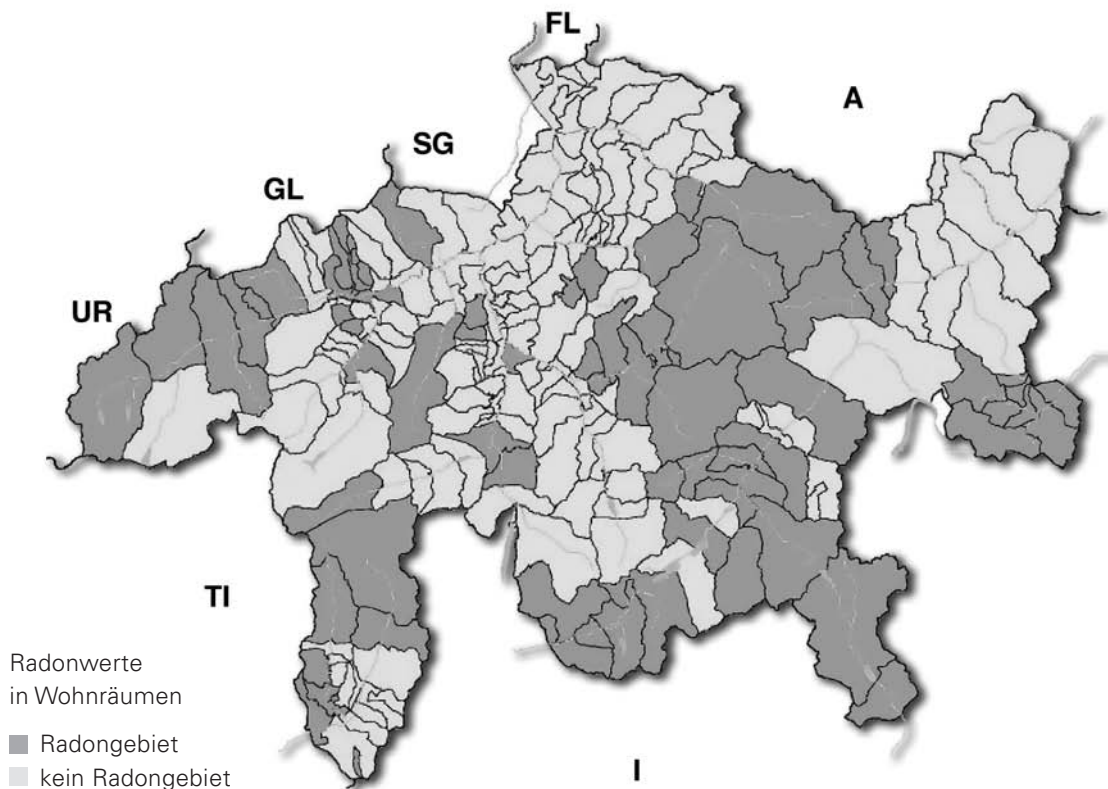 FL
A
SG
GL
UR
TI
Radonwerte
in Wohnräumen
Radongebiet
kein Radongebiet
I